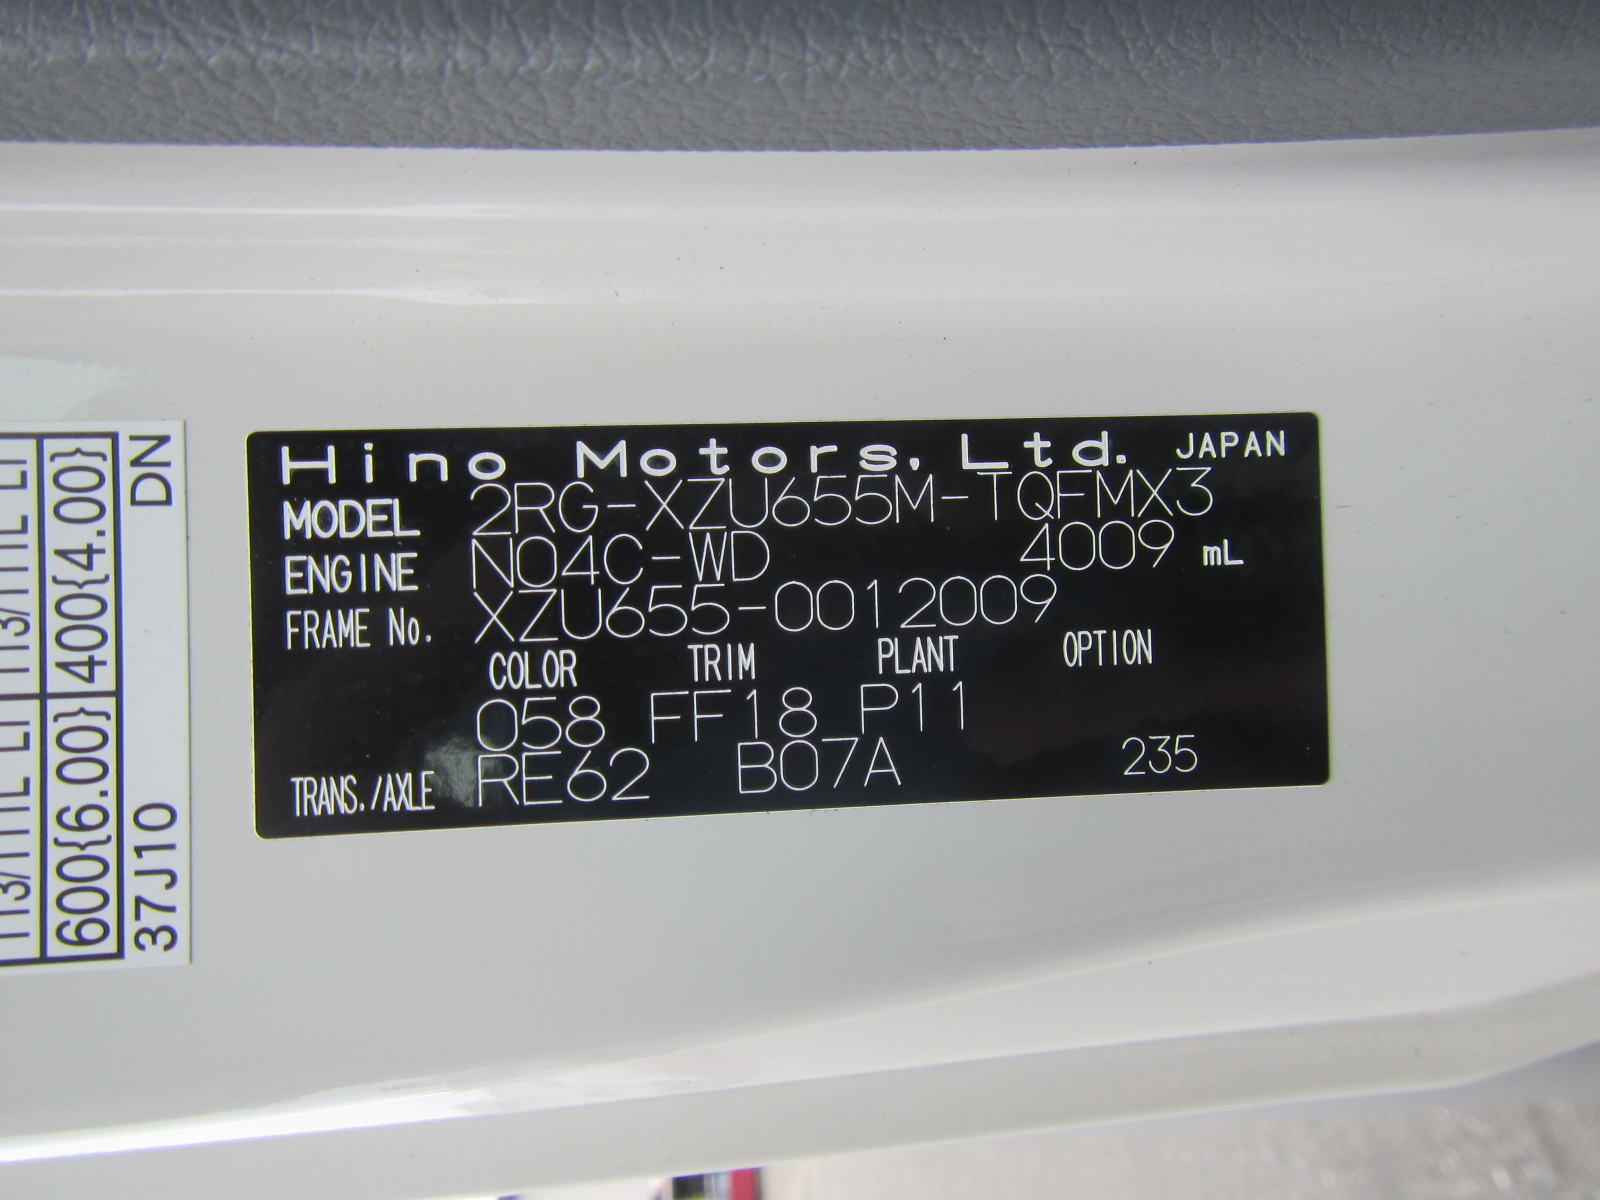 Hino Motors, Ltd. JAPAN
MODEL 2RG-XZU655M-TQFMX3
ENGINE N04C-WD 4009 mL
FRAME No. XZU655-0012009
COLOR TRIM PLANT OPTION
058 FF18 P11
TRANS./AXLE RE62 B07A 235
600{6.00} 400{4.00}
37J10 DN